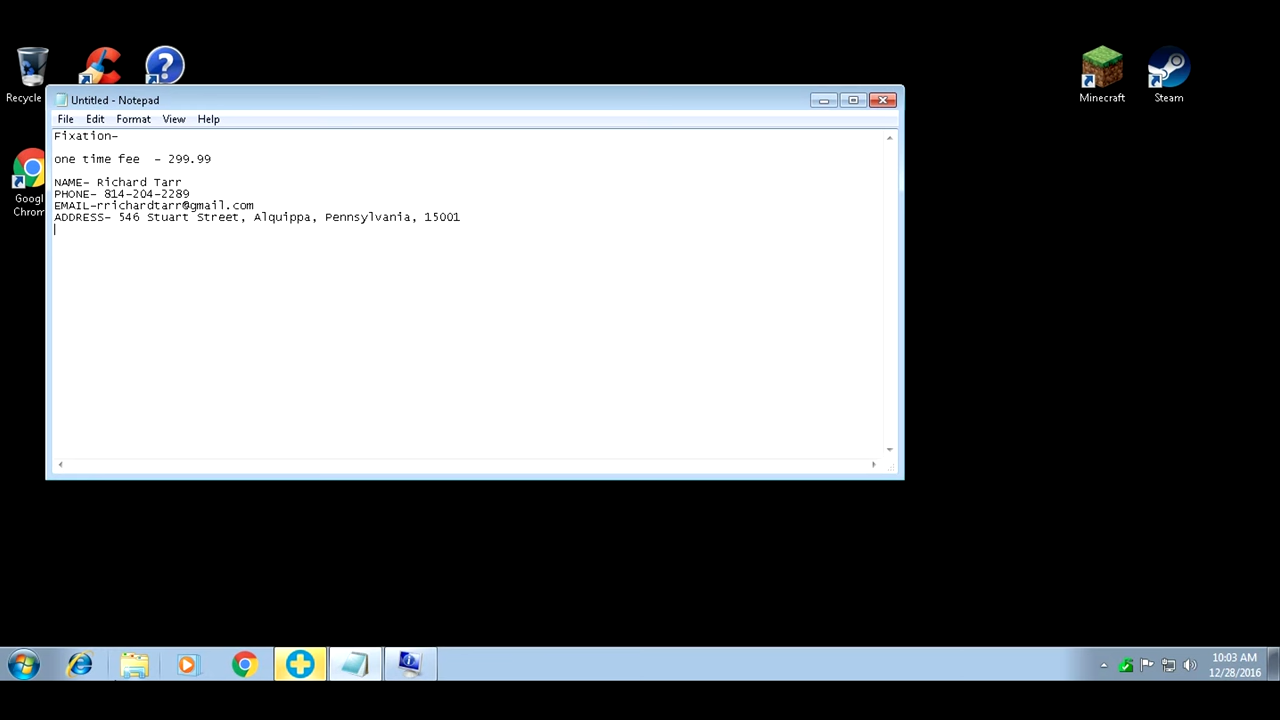 Recycle
Untitled - Notepad
File Edit Format View Help
Fixation-
one time fee  - 299.99
NAME- Richard Tarr
PHONE- 814-204-2289
EMAIL-rrichardtarr@gmail.com
ADDRESS- 546 Stuart Street, Alquippa, Pennsylvania, 15001
Googl
Chrom
Minecraft
Steam
10:03 AM
12/28/2016